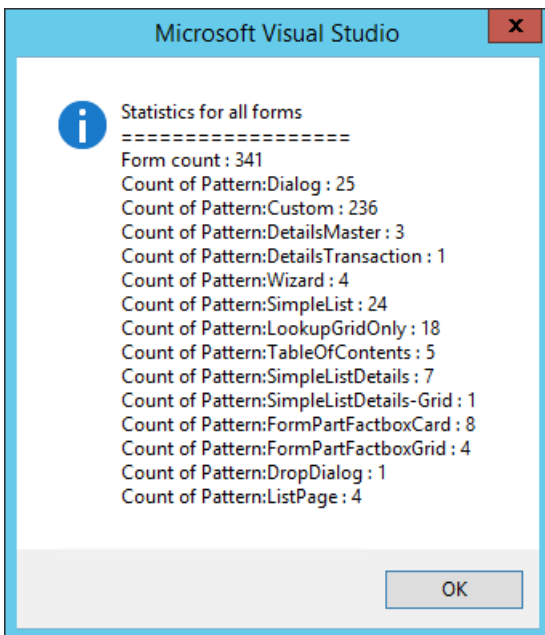 Microsoft Visual Studio
x
Statistics for all forms
==================
Form count : 341
Count of Pattern:Dialog : 25
Count of Pattern:Custom : 236
Count of Pattern:DetailsMaster : 3
Count of Pattern:DetailsTransaction : 1
Count of Pattern:Wizard : 4
Count of Pattern:SimpleList : 24
Count of Pattern:LookupGridOnly : 18
Count of Pattern:TableOfContents : 5
Count of Pattern:SimpleListDetails : 7
Count of Pattern:SimpleListDetails-Grid : 1
Count of Pattern:FormPartFactboxCard : 8
Count of Pattern:FormPartFactboxGrid : 4
Count of Pattern:DropDialog : 1
Count of Pattern:ListPage : 4
OK